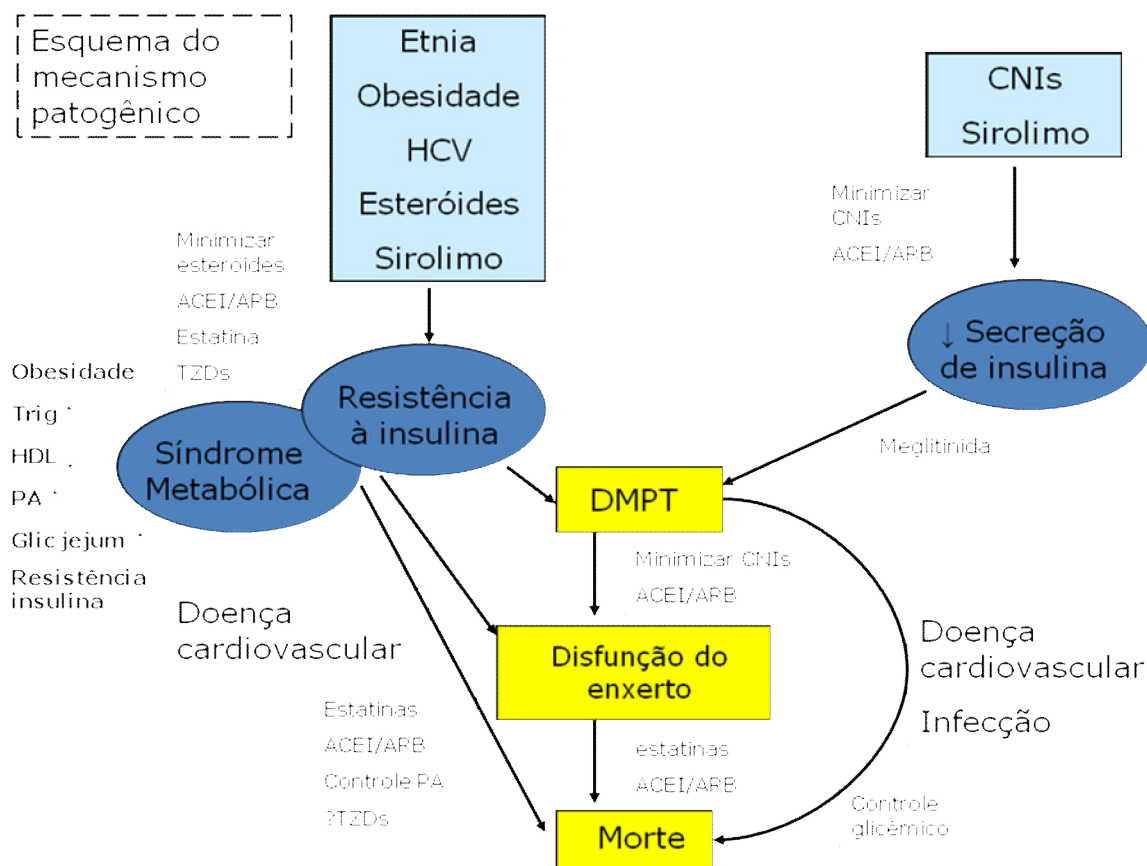 Esquema do
mecanismo
patogênico
Etnia
Obesidade
HCV
Esteróides
Sirolimo
CNIs
Sirolimo
Minimizar
CNIs
ACEI/ARB
Minimizar
esteroides
ACEI/ARB
Estatina
TZDs
↓ Secreção
de insulina
Obesidade
Trig
HDL
PA
Glic jejum
Resistência
insulina
Resistência
à insulina
Síndrome
Metabólica
Meglitinida
DMPT
Minimizar CNIs
ACEI/ARB
Doença
cardiovascular
Disfunção do
enxerto
Doença
cardiovascular
Infecção
Estatinas
ACEI/ARB
Controle PA
?TZDs
estatinas
ACEI/ARB
Controle
glicêmico
Morte